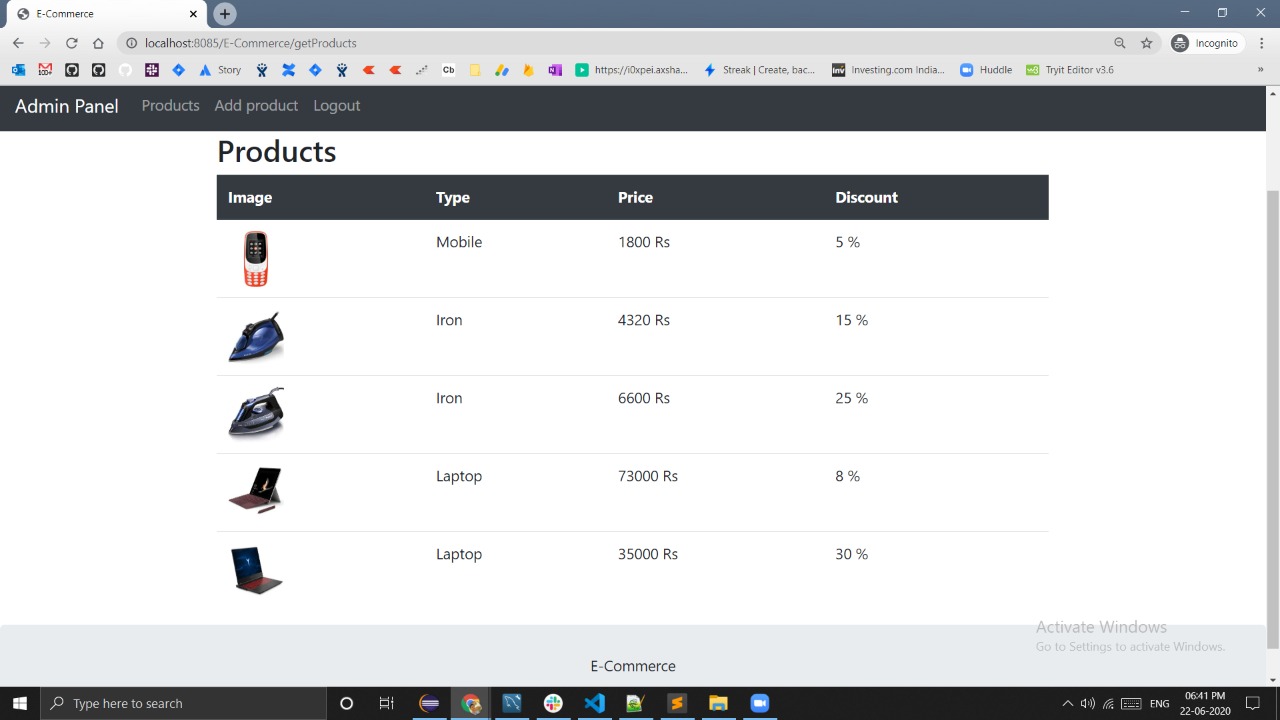 E-Commerce
localhost:8085/E-Commerce/getProducts
Incognito
Story
Cb
https://i0xpei.axsha...
Streak | Create, bac...
Inv
Investing.com India...
Huddle
Tryit Editor v3.6
»
Admin Panel
Products
Add product
Logout
Products
Image Type Price Discount
Mobile 1800 Rs 5 %
Iron 4320 Rs 15 %
Iron 6600 Rs 25 %
Laptop 73000 Rs 8 %
Laptop 35000 Rs 30 %
Activate Windows
Go to Settings to activate Windows.
E-Commerce
Type here to search
ENG
06:41 PM
22-06-2020